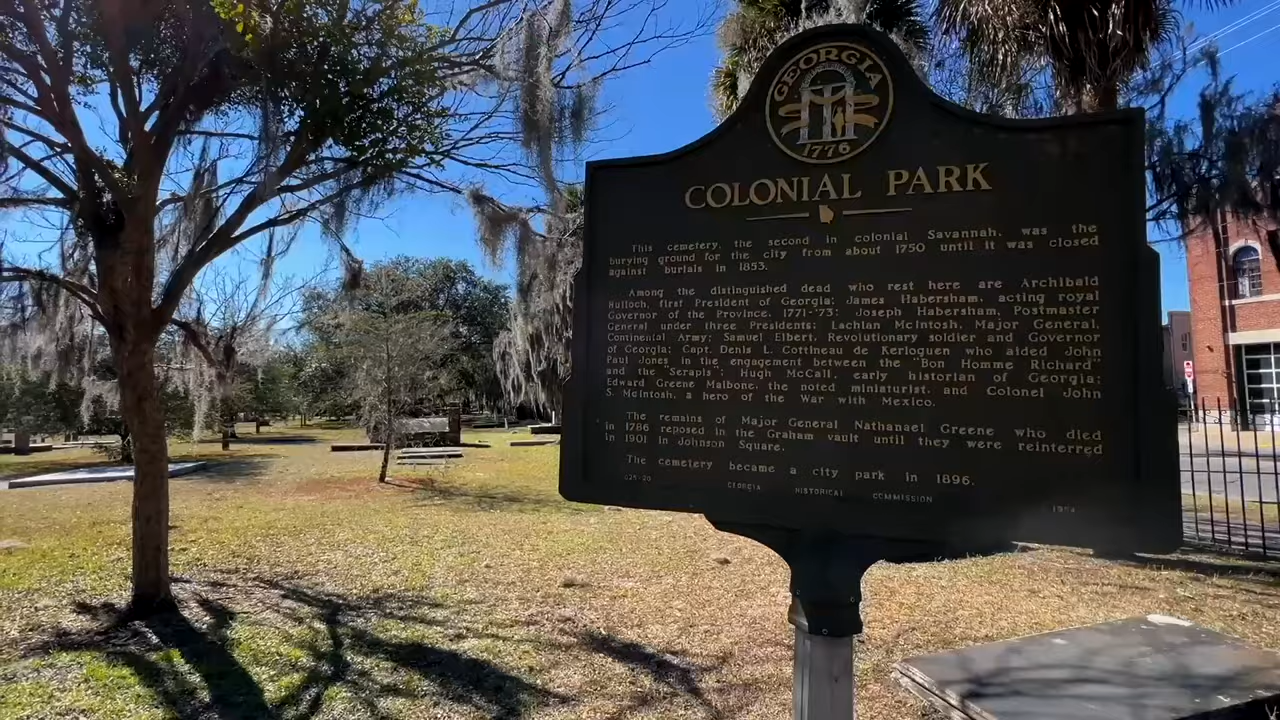 GEORGIA
1776
COLONIAL PARK
This cemetery, the second in colonial Savannah, was the
burying ground for the city from about 1750 until it was closed
against burials in 1853.
Among the distinguished dead who rest here are Archibald
Bulloch, first President of Georgia; James Habersham, acting royal
Governor of the Province, 1771-'73; Joseph Habersham, Postmaster
General under three Presidents; Lachlan McIntosh, Major General,
Continental Army; Samuel Elbert, Revolutionary soldier and Governor
of Georgia; Capt. Denis L. Cottineau de Kerloguen who aided John
Paul Jones in the engagement between the "Bon Homme Richard"
and the "Serapis"; Hugh McCall, early historian of Georgia;
Edward Greene Malbone, the noted miniaturist, and Colonel John
S. McIntosh, a hero of the War with Mexico.
The remains of Major General Nathanael Greene who died
in 1786 reposed in the Graham vault until they were reinterred
in 1901 in Johnson Square.
The cemetery became a city park in 1896.
025-20 GEORGIA HISTORICAL COMMISSION 1954